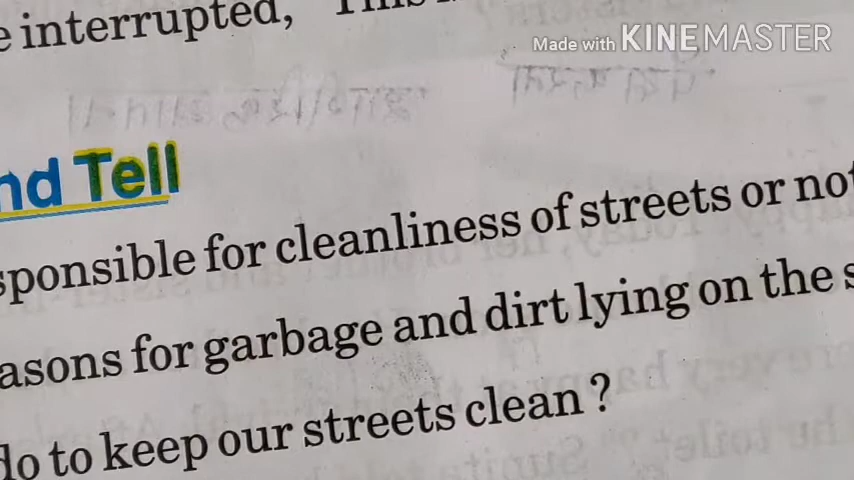 e interrupted,
Made with KINEMASTER
nd Tell
sponsible for cleanliness of streets or not
asons for garbage and dirt lying on the s
do to keep our streets clean ?